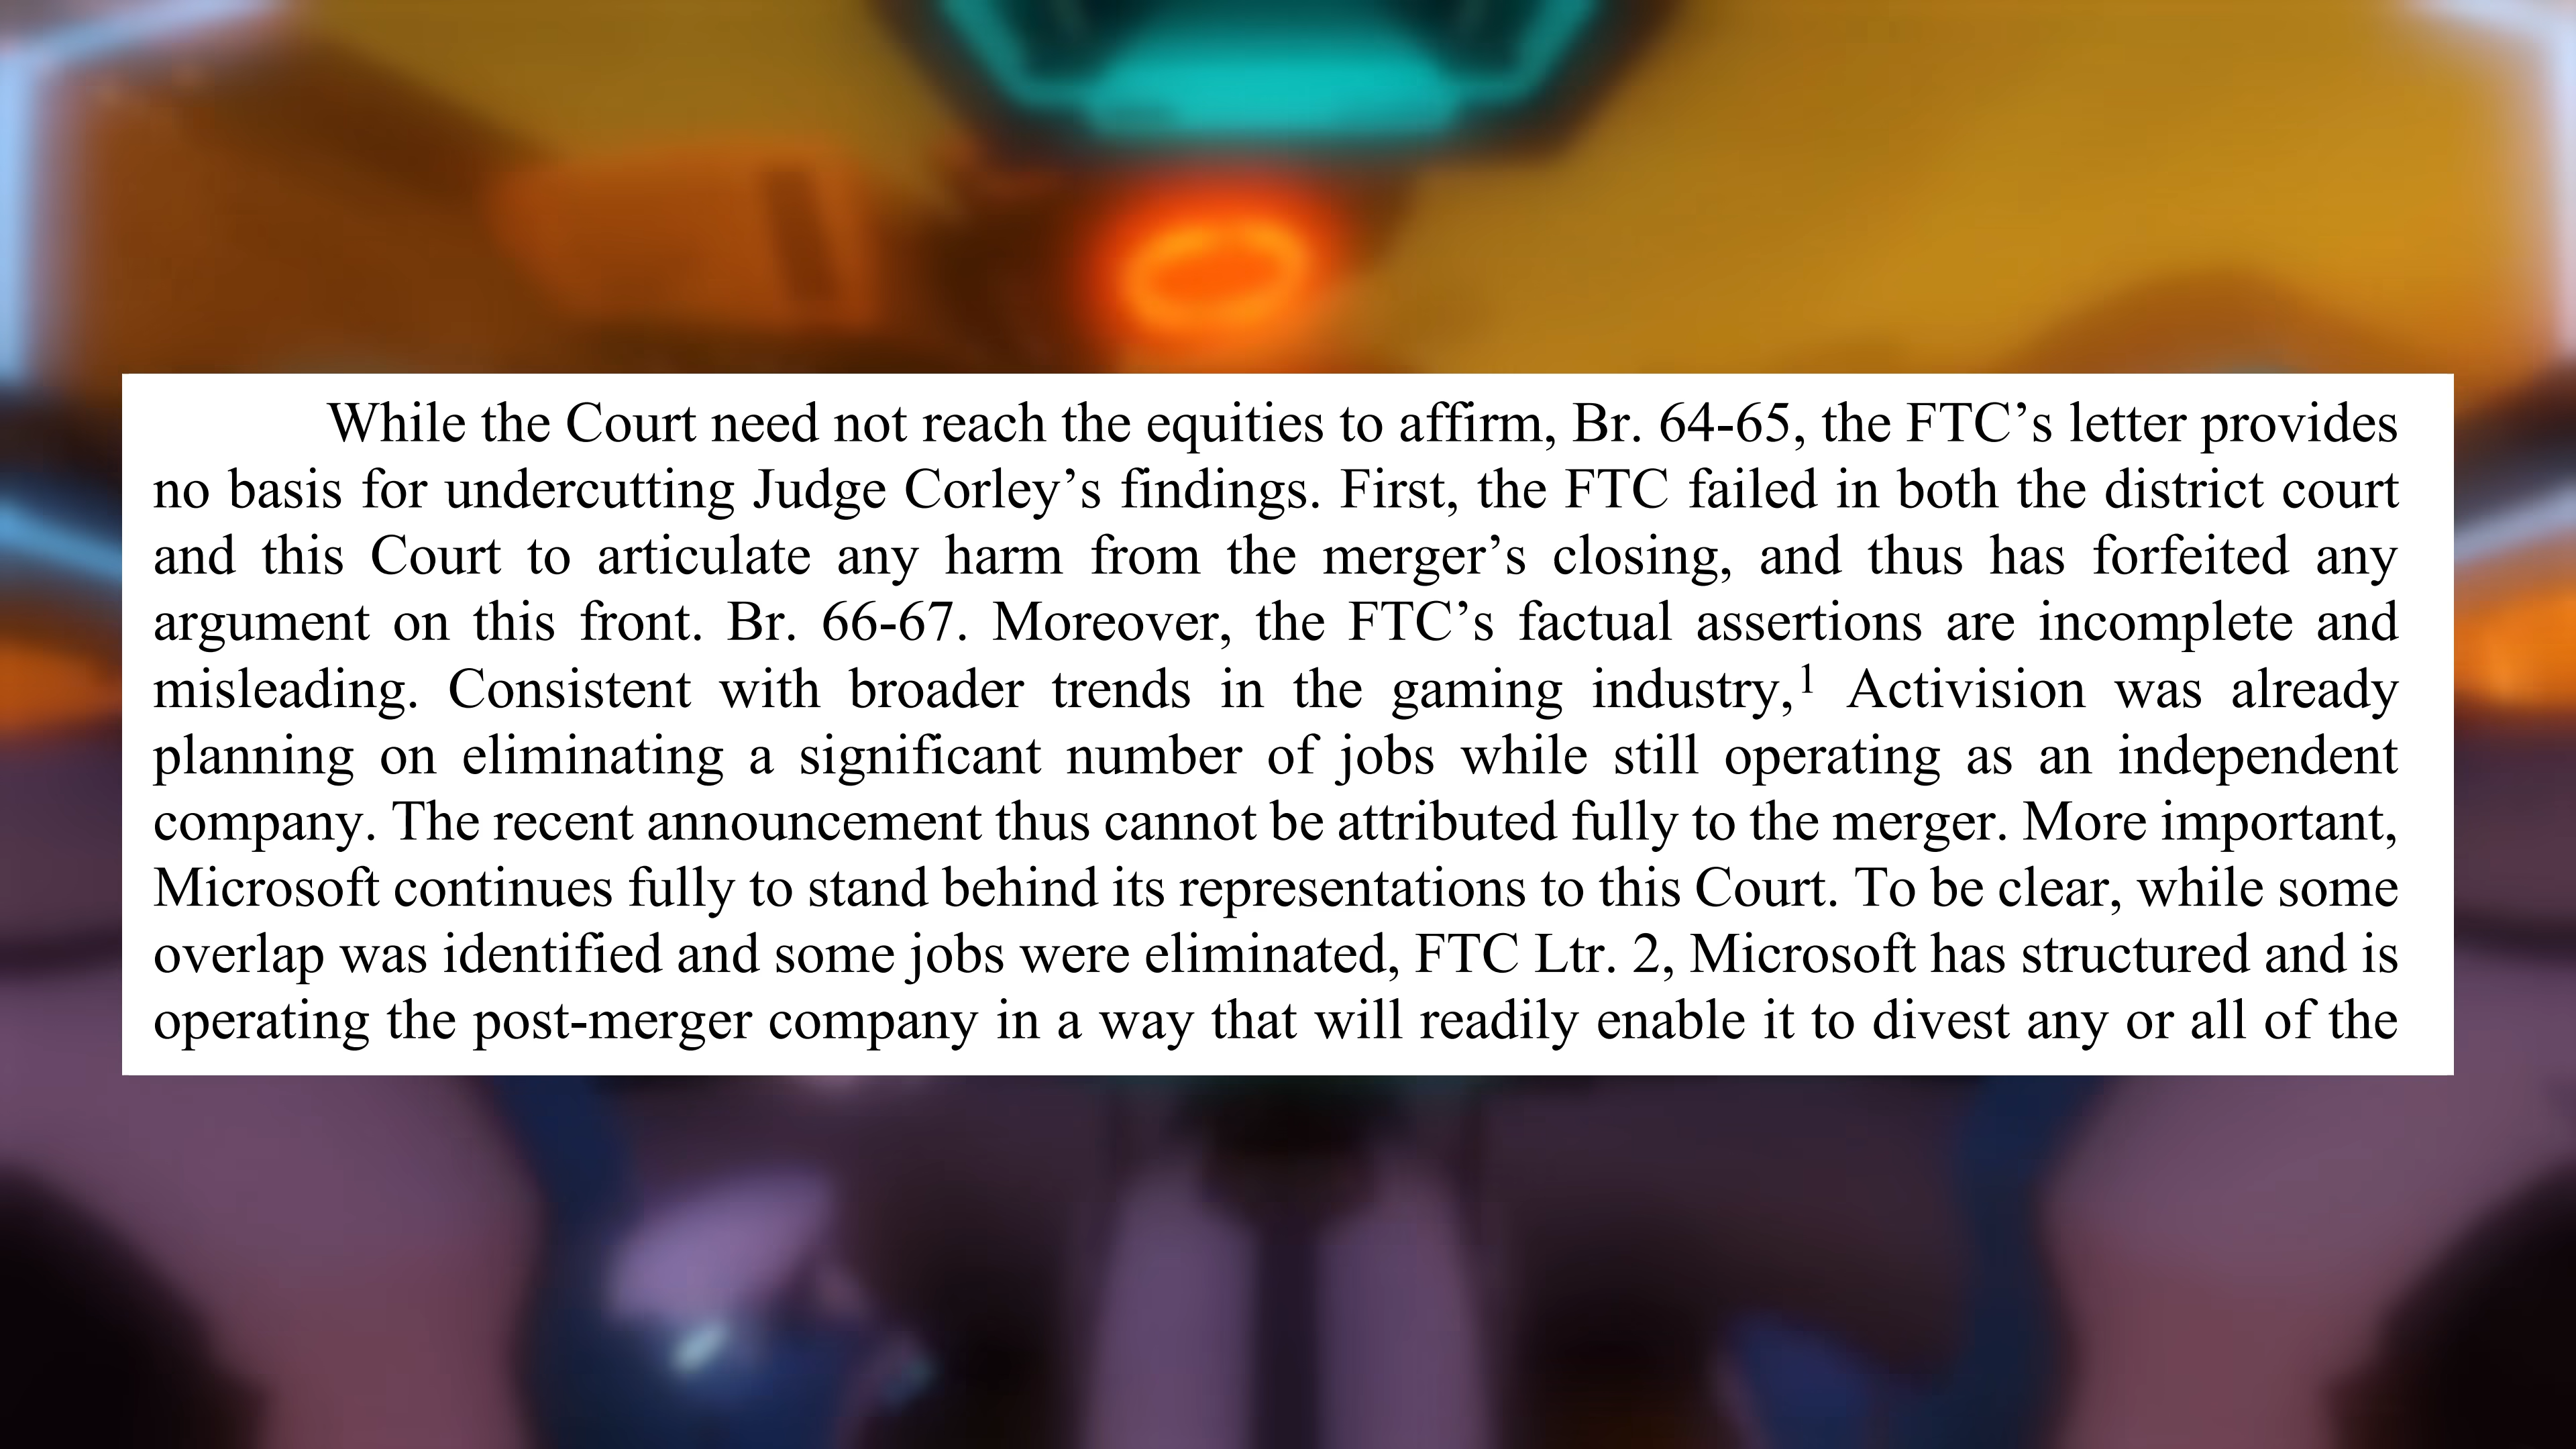 While the Court need not reach the equities to affirm, Br. 64-65, the FTC’s letter provides
no basis for undercutting Judge Corley’s findings. First, the FTC failed in both the district court
and this Court to articulate any harm from the merger’s closing, and thus has forfeited any
argument on this front. Br. 66-67. Moreover, the FTC’s factual assertions are incomplete and
misleading. Consistent with broader trends in the gaming industry,¹ Activision was already
planning on eliminating a significant number of jobs while still operating as an independent
company. The recent announcement thus cannot be attributed fully to the merger. More important,
Microsoft continues fully to stand behind its representations to this Court. To be clear, while some
overlap was identified and some jobs were eliminated, FTC Ltr. 2, Microsoft has structured and is
operating the post-merger company in a way that will readily enable it to divest any or all of the